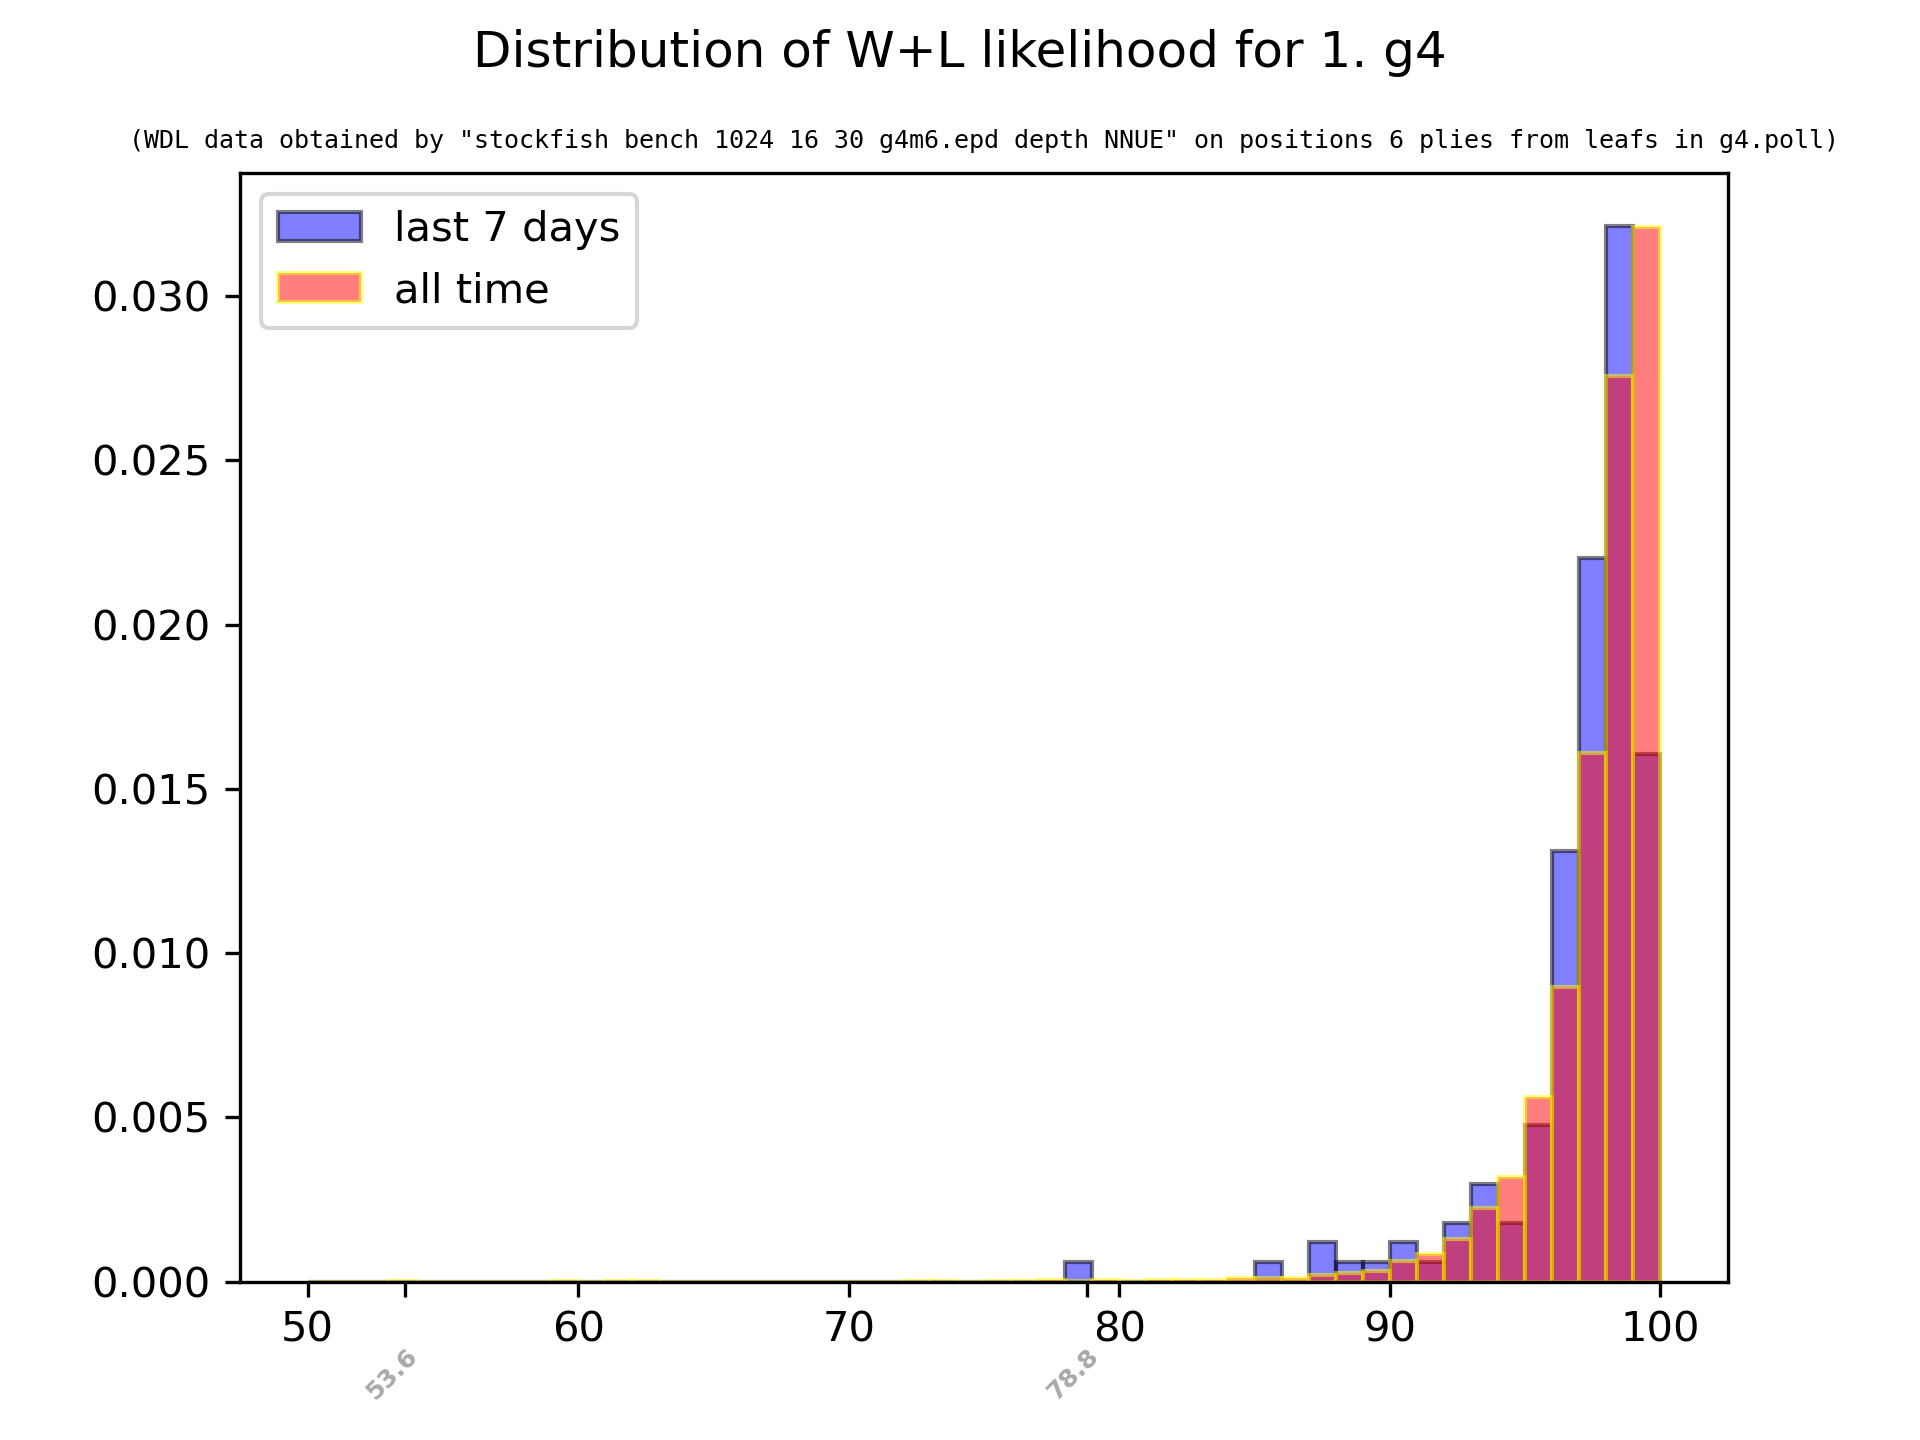 Distribution of W+L likelihood for 1. g4
(WDL data obtained by "stockfish bench 1024 16 30 g4m6.epd depth NNUE" on positions 6 plies from leafs in g4.poll)
last 7 days
all time
0.030
0.025
0.020
0.015
0.010
0.005
0.000
50 60 70 80 90 100
53.6 78.8